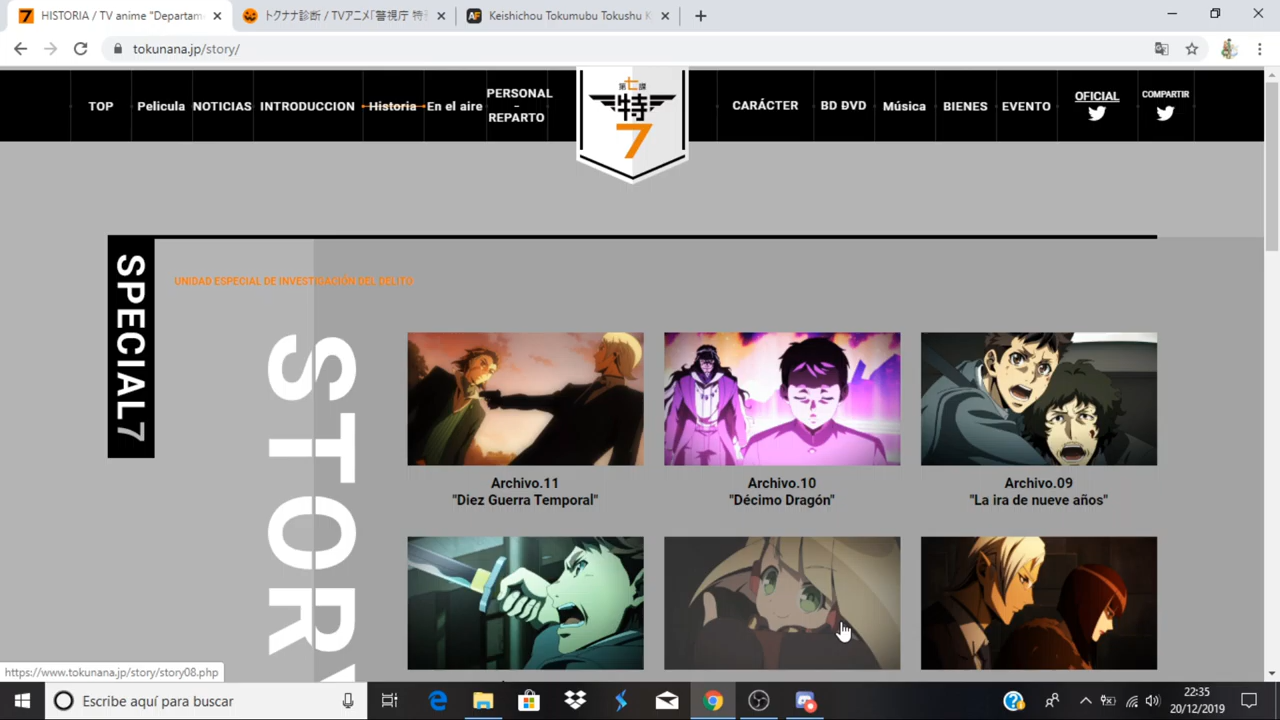 HISTORIA / TV anime "Departame
トクナナ診断 / TVアニメ「警視庁 特
Keishichou Tokumubu Tokushu K
tokunana.jp/story/
TOP
Pelicula
NOTICIAS
INTRODUCCION
Historia
En el aire
PERSONAL
-
REPARTO
第七課
特
7
CARÁCTER
BD ĐVD
Música
BIENES
EVENTO
OFICIAL
COMPARTIR
SPECIAL7
UNIDAD ESPECIAL DE INVESTIGACIÓN DEL DELITO
STORY
Archivo.11
"Diez Guerra Temporal"
Archivo.10
"Décimo Dragón"
Archivo.09
"La ira de nueve años"
https://www.tokunana.jp/story/story08.php
Escribe aquí para buscar
22:35
20/12/2019